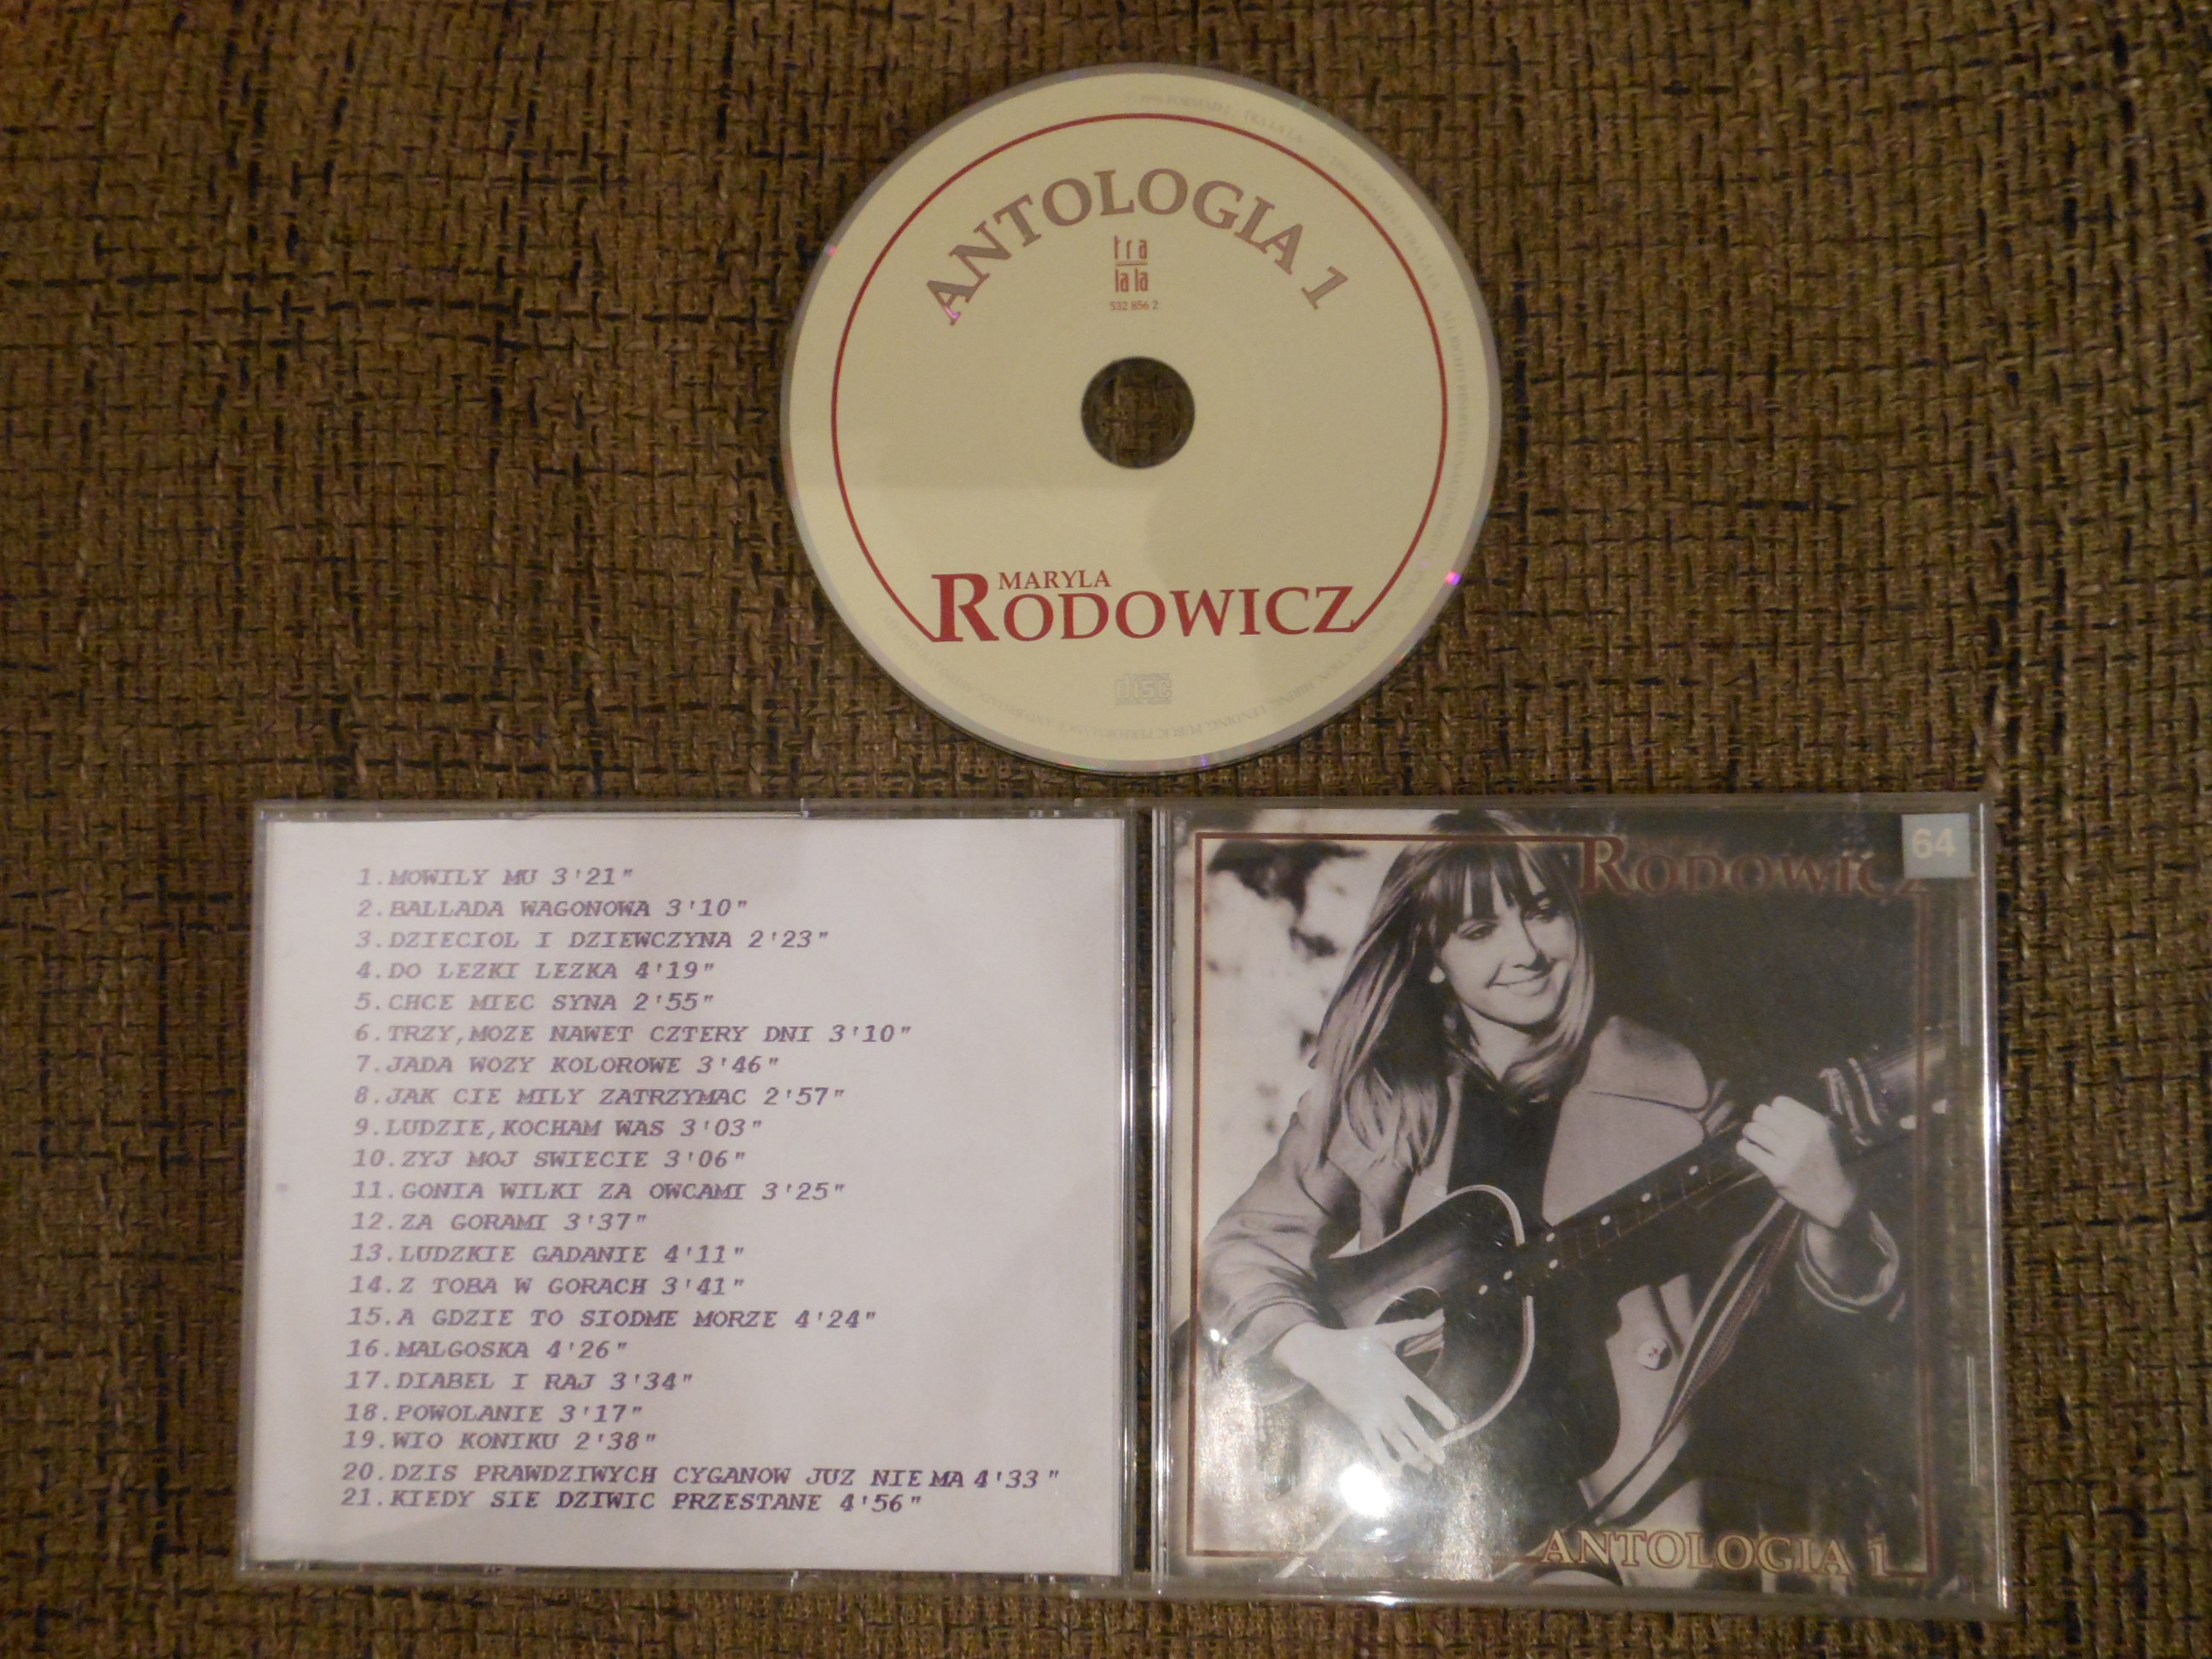 ANTOLOGIA 1
tra
la la
532 856 2
MARYLA
RODOWICZ
disc
1.MOWILY MU 3'21"
2.BALLADA WAGONOWA 3'10"
3.DZIECIOL I DZIEWCZYNA 2'23"
4.DO LEZKI LEZKA 4'19"
5.CHCE MIEC SYNA 2'55"
6.TRZY,MOZE NAWET CZTERY DNI 3'10"
7.JADA WOZY KOLOROWE 3'46"
8.JAK CIE MILY ZATRZYMAC 2'57"
9.LUDZIE,KOCHAM WAS 3'03"
10.ZYJ MOJ SWIECIE 3'06"
11.GONIA WILKI ZA OWCAMI 3'25"
12.ZA GORAMI 3'37"
13.LUDZKIE GADANIE 4'11"
14.Z TOBA W GORACH 3'41"
15.A GDZIE TO SIODME MORZE 4'24"
16.MALGOSKA 4'26"
17.DIABEL I RAJ 3'34"
18.POWOLANIE 3'17"
19.WIO KONIKU 2'38"
20.DZIS PRAWDZIWYCH CYGANOW JUZ NIE MA 4'33"
21.KIEDY SIE DZIWIC PRZESTANE 4'56"
64
RODOWICZ
ANTOLOGIA 1